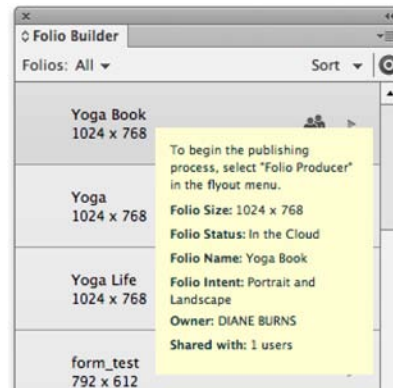 Folio Builder
Folios: All
Sort
Yoga Book
1024 x 768
To begin the publishing
process, select "Folio Producer"
in the flyout menu.
Folio Size: 1024 x 768
Folio Status: In the Cloud
Folio Name: Yoga Book
Folio Intent: Portrait and
Landscape
Owner: DIANE BURNS
Shared with: 1 users
Yoga
1024 x 768
Yoga Life
1024 x 768
form_test
792 x 612